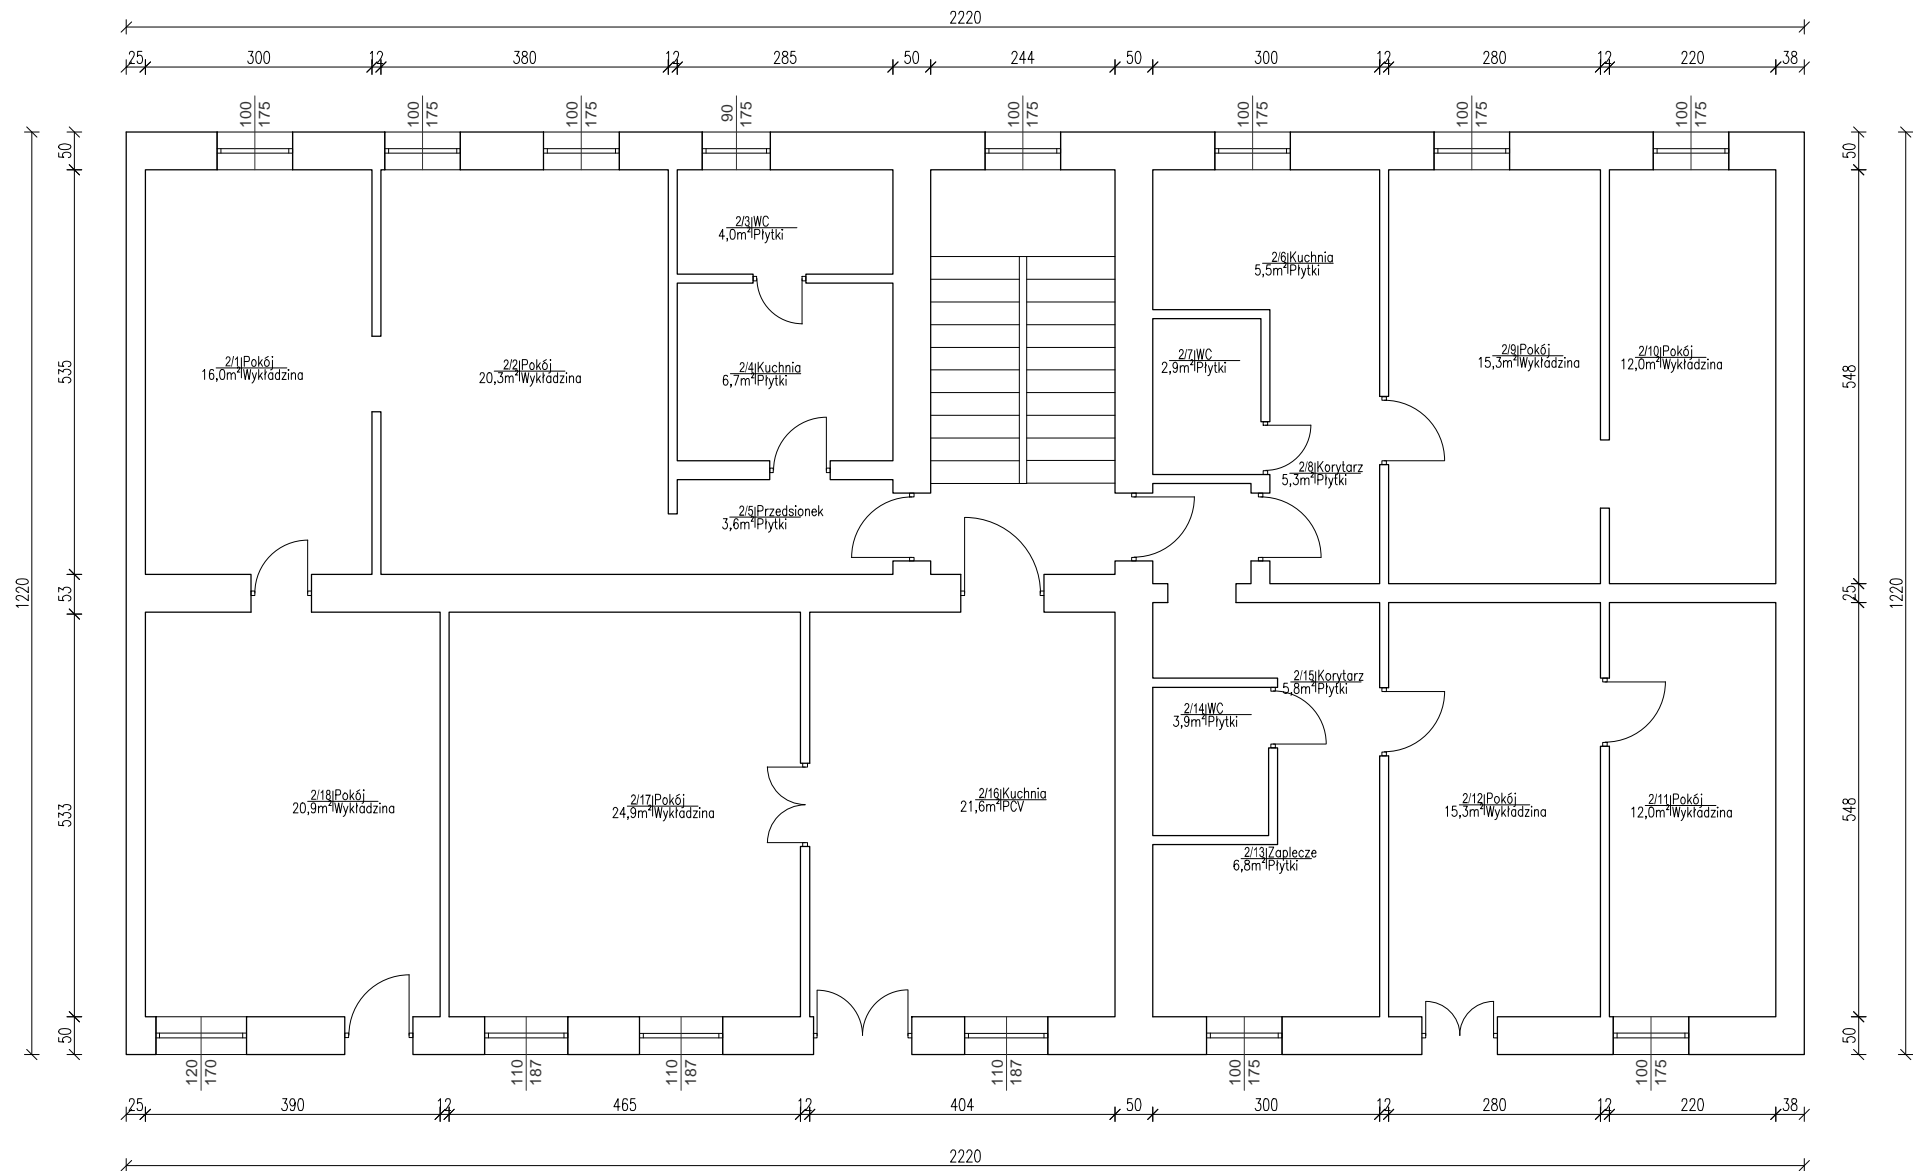 2220
25 300 12 380 12 285 50 244 50 300 12 280 12 220 38
100 175
100 175
100 175
90 175
100 175
100 175
100 175
100 175
50
535
53
533
50
1220
50
548
25
548
50
1220
2/1 Pokój
16,0m² Wykładzina
2/2 Pokój
20,3m² Wykładzina
2/3 WC
4,0m² Płytki
2/4 Kuchnia
6,7m² Płytki
2/5 Przedsionek
3,6m² Płytki
2/6 Kuchnia
5,5m² Płytki
2/7 WC
2,9m² Płytki
2/8 Korytarz
5,3m² Płytki
2/9 Pokój
15,3m² Wykładzina
2/10 Pokój
12,0m² Wykładzina
2/18 Pokój
20,9m² Wykładzina
2/17 Pokój
24,9m² Wykładzina
2/16 Kuchnia
21,6m² PCV
2/15 Korytarz
5,8m² Płytki
2/14 WC
3,9m² Płytki
2/13 Zaplecze
6,8m² Płytki
2/12 Pokój
15,3m² Wykładzina
2/11 Pokój
12,0m² Wykładzina
120 170
110 187
110 187
110 187
100 175
100 175
25 390 12 465 12 404 50 300 12 280 12 220 38
2220